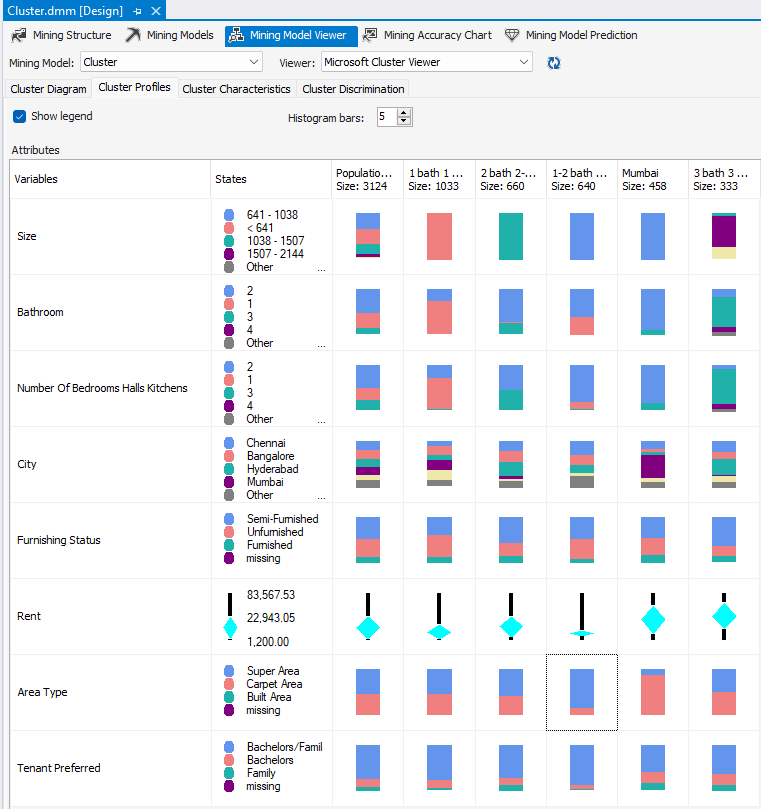 Cluster.dmm [Design]
Mining Structure Mining Models Mining Model Viewer Mining Accuracy Chart Mining Model Prediction
Mining Model: Cluster Viewer: Microsoft Cluster Viewer
Cluster Diagram Cluster Profiles Cluster Characteristics Cluster Discrimination
Show legend Histogram bars: 5
Attributes
Variables States Populatio... Size: 3124 1 bath 1 ... Size: 1033 2 bath 2-... Size: 660 1-2 bath ... Size: 640 Mumbai Size: 458 3 bath 3 ... Size: 333
Size
641 - 1038
< 641
1038 - 1507
1507 - 2144
Other ...
Bathroom
2
1
3
4
Other ...
Number Of Bedrooms Halls Kitchens
2
1
3
4
Other ...
City
Chennai
Bangalore
Hyderabad
Mumbai
Other ...
Furnishing Status
Semi-Furnished
Unfurnished
Furnished
missing
Rent
83,567.53
22,943.05
1,200.00
Area Type
Super Area
Carpet Area
Built Area
missing
Tenant Preferred
Bachelors/Famil
Bachelors
Family
missing